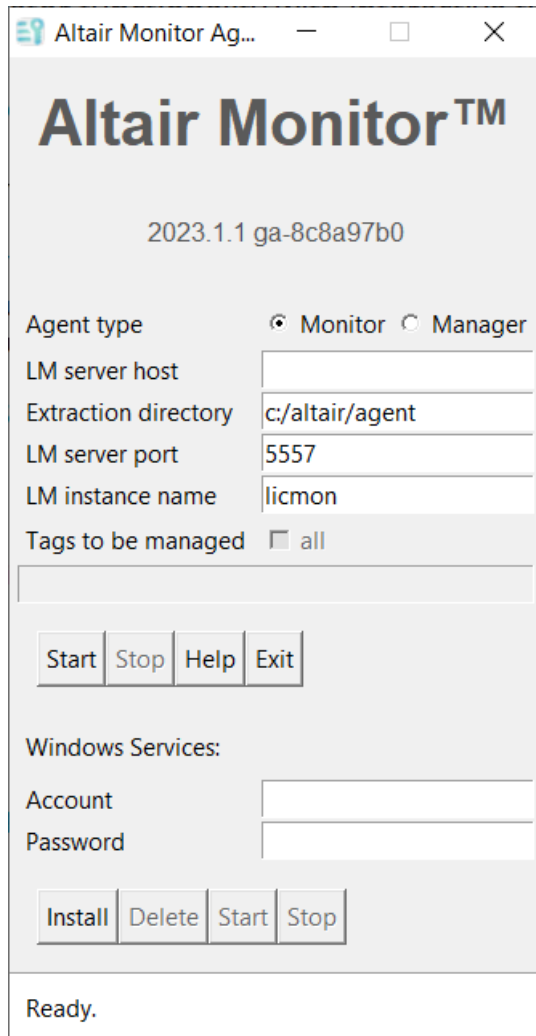 Altair Monitor Ag...
Altair Monitor™
2023.1.1 ga-8c8a97b0
Agent type Monitor Manager
LM server host
Extraction directory c:/altair/agent
LM server port 5557
LM instance name licmon
Tags to be managed all
Start Stop Help Exit
Windows Services:
Account
Password
Install Delete Start Stop
Ready.